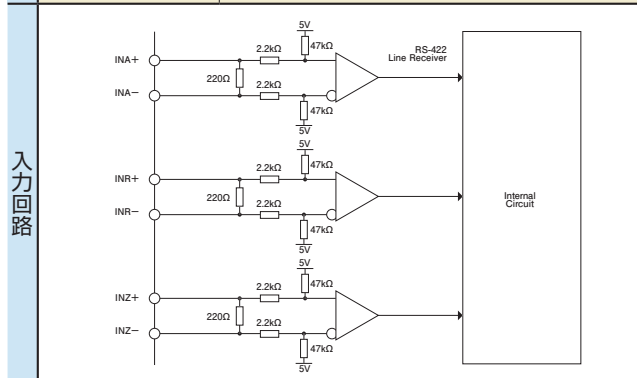 入力回路
5V
2.2kΩ
47kΩ
RS-422
Line Receiver
INA+
220Ω
INA−
2.2kΩ
47kΩ
5V
5V
2.2kΩ
47kΩ
INR+
220Ω
INR−
2.2kΩ
47kΩ
5V
5V
2.2kΩ
47kΩ
INZ+
220Ω
INZ−
2.2kΩ
47kΩ
5V
Internal
Circuit